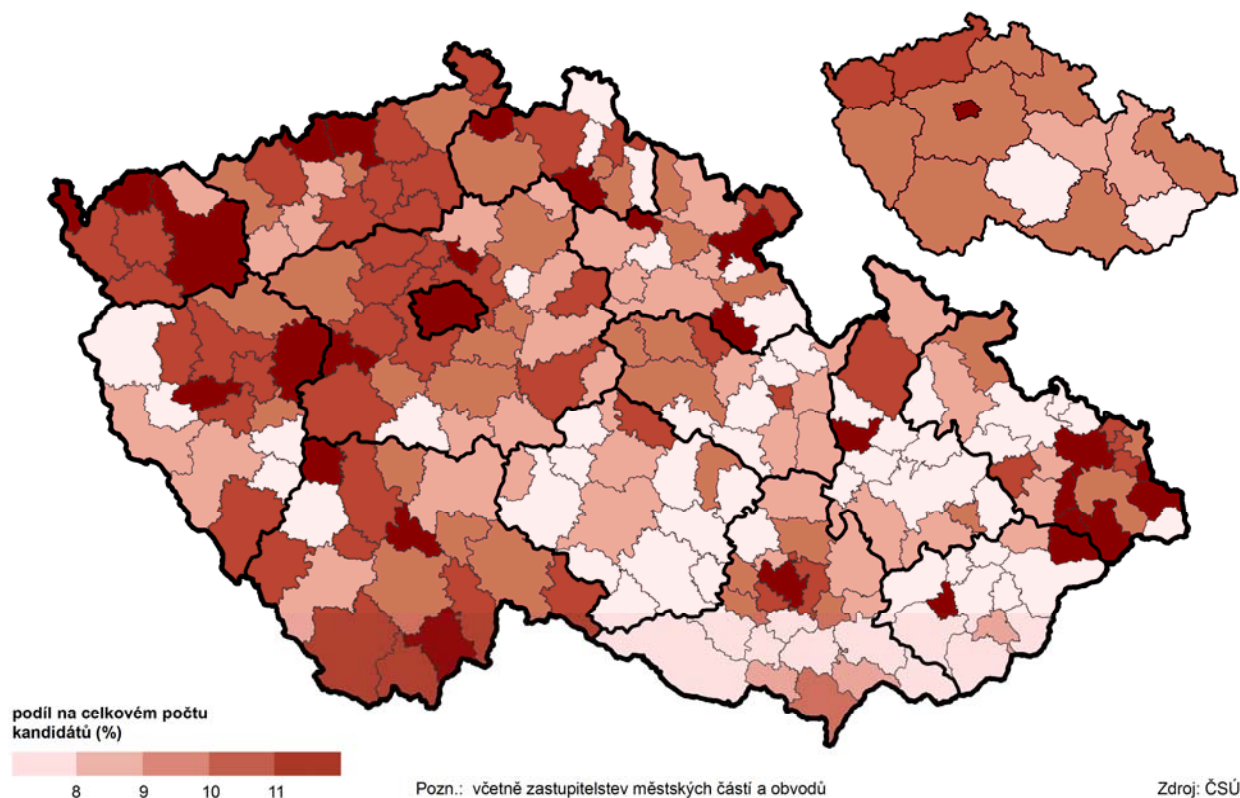 podíl na celkovém počtu
kandidátů (%)
8 9 10 11
Pozn.: včetně zastupitelstev městských částí a obvodů
Zdroj: ČSÚ